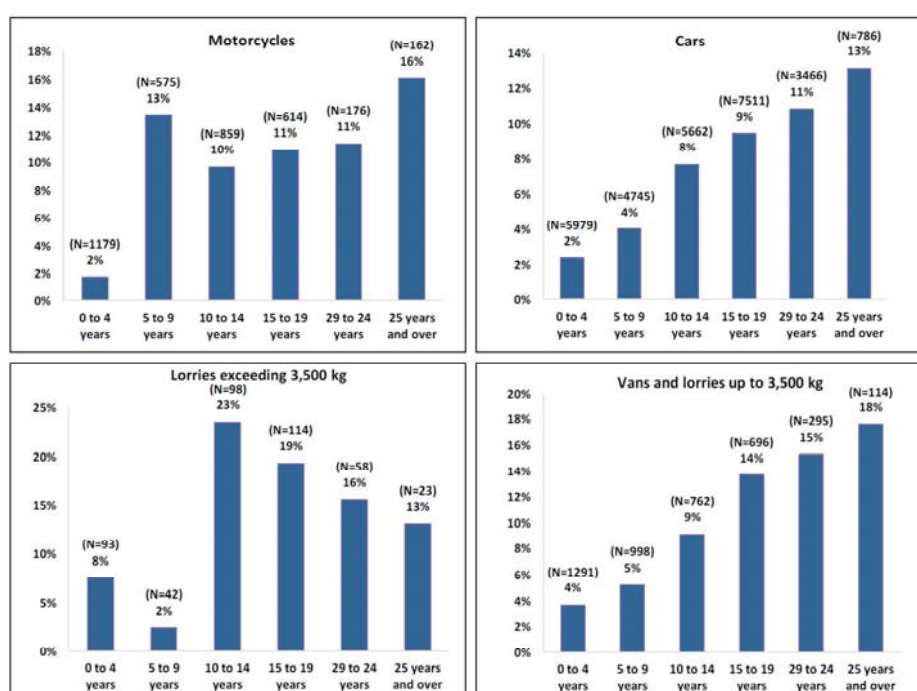 Motorcycles
18%
16%
14%
12%
10%
8%
6%
4%
2%
0%
(N=1179)
2%
(N=575)
13%
(N=859)
10%
(N=614)
11%
(N=176)
11%
(N=162)
16%
0 to 4 years
5 to 9 years
10 to 14 years
15 to 19 years
29 to 24 years
25 years and over
Cars
14%
12%
10%
8%
6%
4%
2%
0%
(N=5979)
2%
(N=4745)
4%
(N=5662)
8%
(N=7511)
9%
(N=3466)
11%
(N=786)
13%
0 to 4 years
5 to 9 years
10 to 14 years
15 to 19 years
29 to 24 years
25 years and over
Lorries exceeding 3,500 kg
25%
20%
15%
10%
5%
0%
(N=93)
8%
(N=42)
2%
(N=98)
23%
(N=114)
19%
(N=58)
16%
(N=23)
13%
0 to 4 years
5 to 9 years
10 to 14 years
15 to 19 years
29 to 24 years
25 years and over
Vans and lorries up to 3,500 kg
20%
18%
16%
14%
12%
10%
8%
6%
4%
2%
0%
(N=1291)
4%
(N=998)
5%
(N=762)
9%
(N=696)
14%
(N=295)
15%
(N=114)
18%
0 to 4 years
5 to 9 years
10 to 14 years
15 to 19 years
29 to 24 years
25 years and over